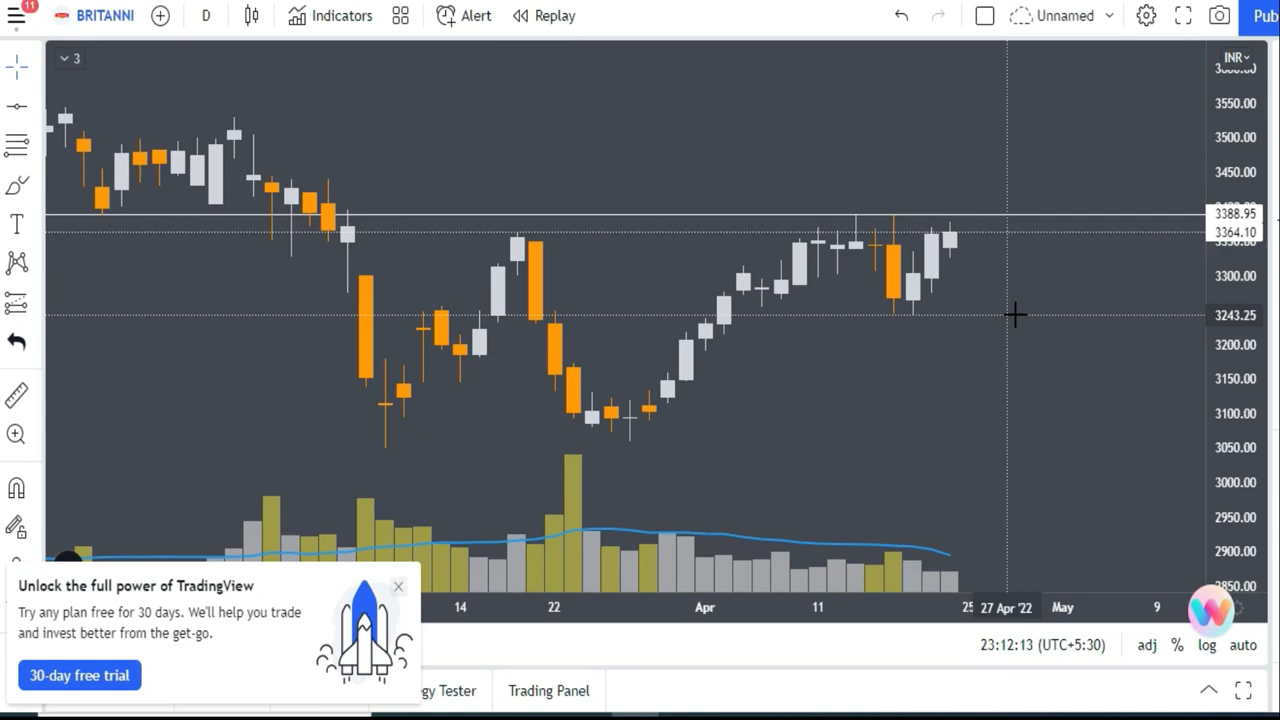 11
BRITANNI
D
Indicators
Alert
Replay
Unnamed
Pub
3
INR
3550.00
3500.00
3450.00
3388.95
3364.10
3300.00
3243.25
3200.00
3150.00
3100.00
3050.00
3000.00
2950.00
2900.00
2850.00
14
22
Apr
11
25
27 Apr '22
May
9
Unlock the full power of TradingView
Try any plan free for 30 days. We'll help you trade
and invest better from the get-go.
30-day free trial
23:12:13 (UTC+5:30)
adj
%
log
auto
gy Tester
Trading Panel